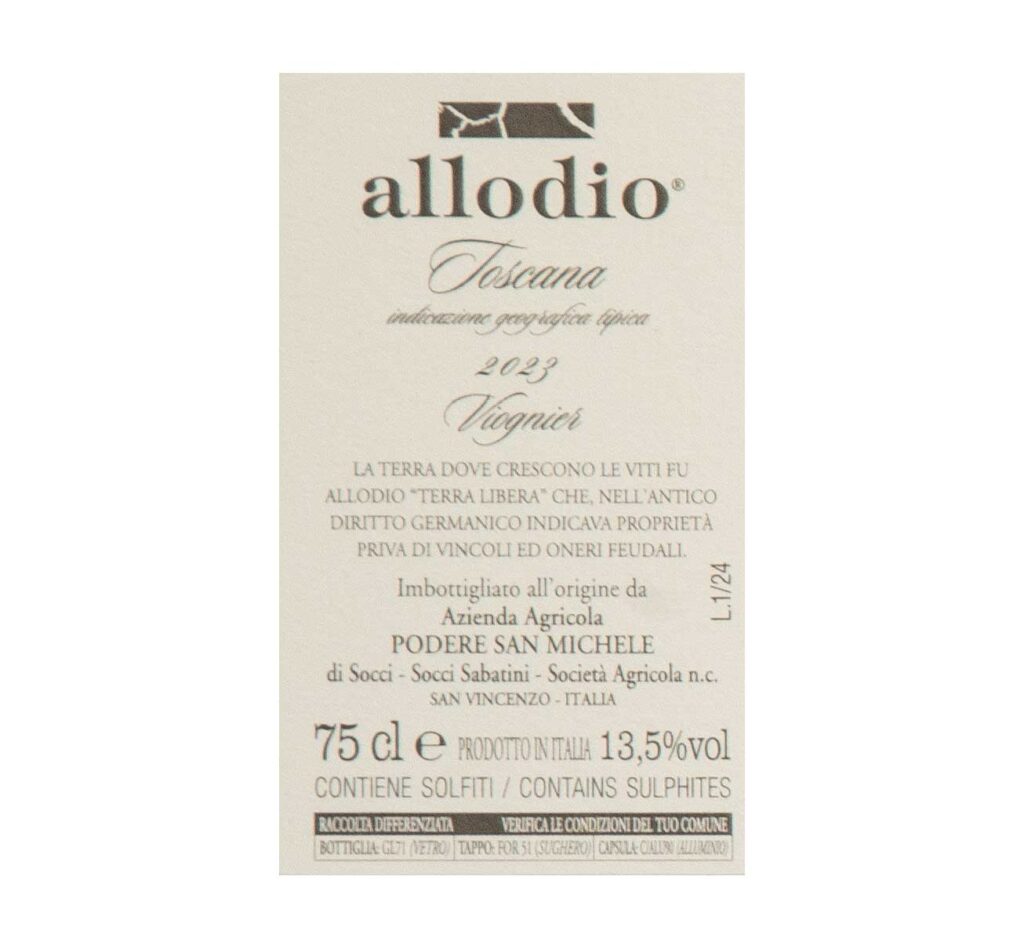 allodio®
Toscana
indicazione geografica tipica
2023
Viognier
LA TERRA DOVE CRESCONO LE VITI FU
ALLODIO “TERRA LIBERA” CHE, NELL’ANTICO
DIRITTO GERMANICO INDICAVA PROPRIETÀ
PRIVA DI VINCOLI ED ONERI FEUDALI.
L.1/24
Imbottigliato all’origine da
Azienda Agricola
PODERE SAN MICHELE
di Socci - Socci Sabatini - Società Agricola n.c.
SAN VINCENZO - ITALIA
75 cl e PRODOTTO IN ITALIA 13,5%vol
CONTIENE SOLFITI / CONTAINS SULPHITES
RACCOLTA DIFFERENZIATA VERIFICA LE CONDIZIONI DEL TUO COMUNE
BOTTIGLIA: GL71 (VETRO) TAPPO: FOR 51 (SUGHERO) CAPSULA: C/ALU90 (ALLUMINIO)